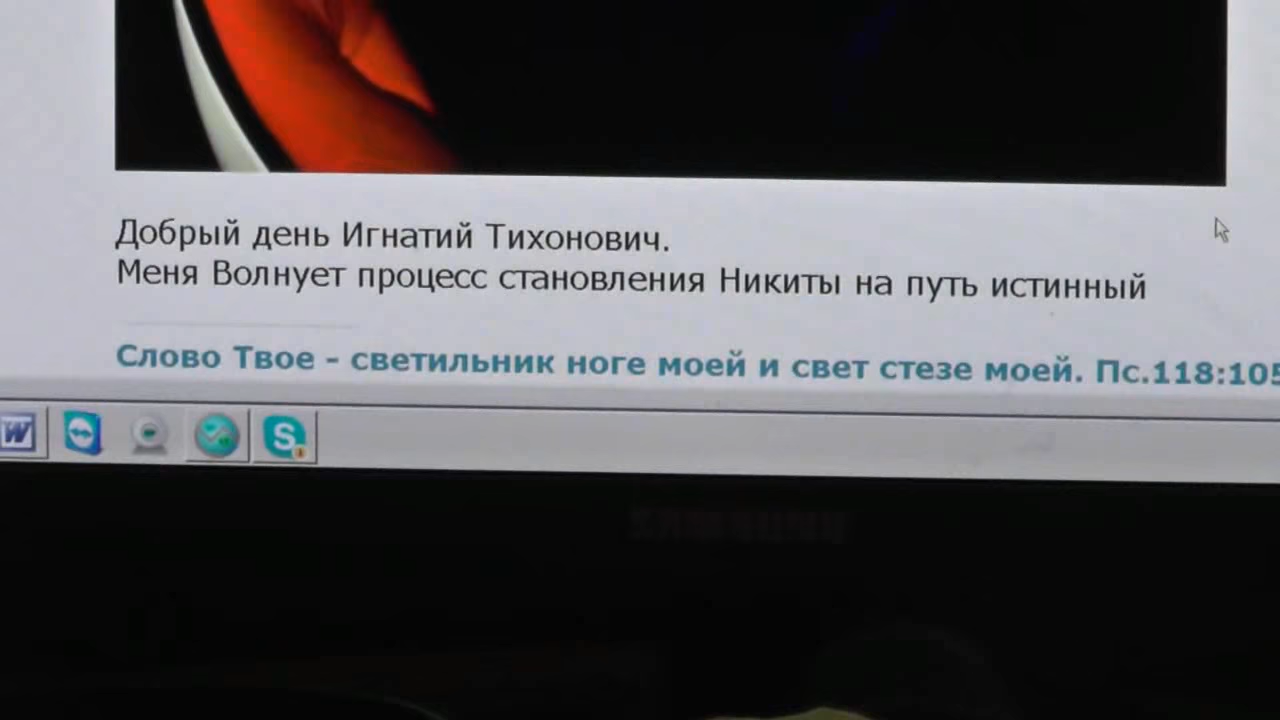 Добрый день Игнатий Тихонович.
Меня Волнует процесс становления Никиты на путь истинный
Слово Твое - светильник ноге моей и свет стезе моей. Пс.118:105
W
S
SAMSUNG